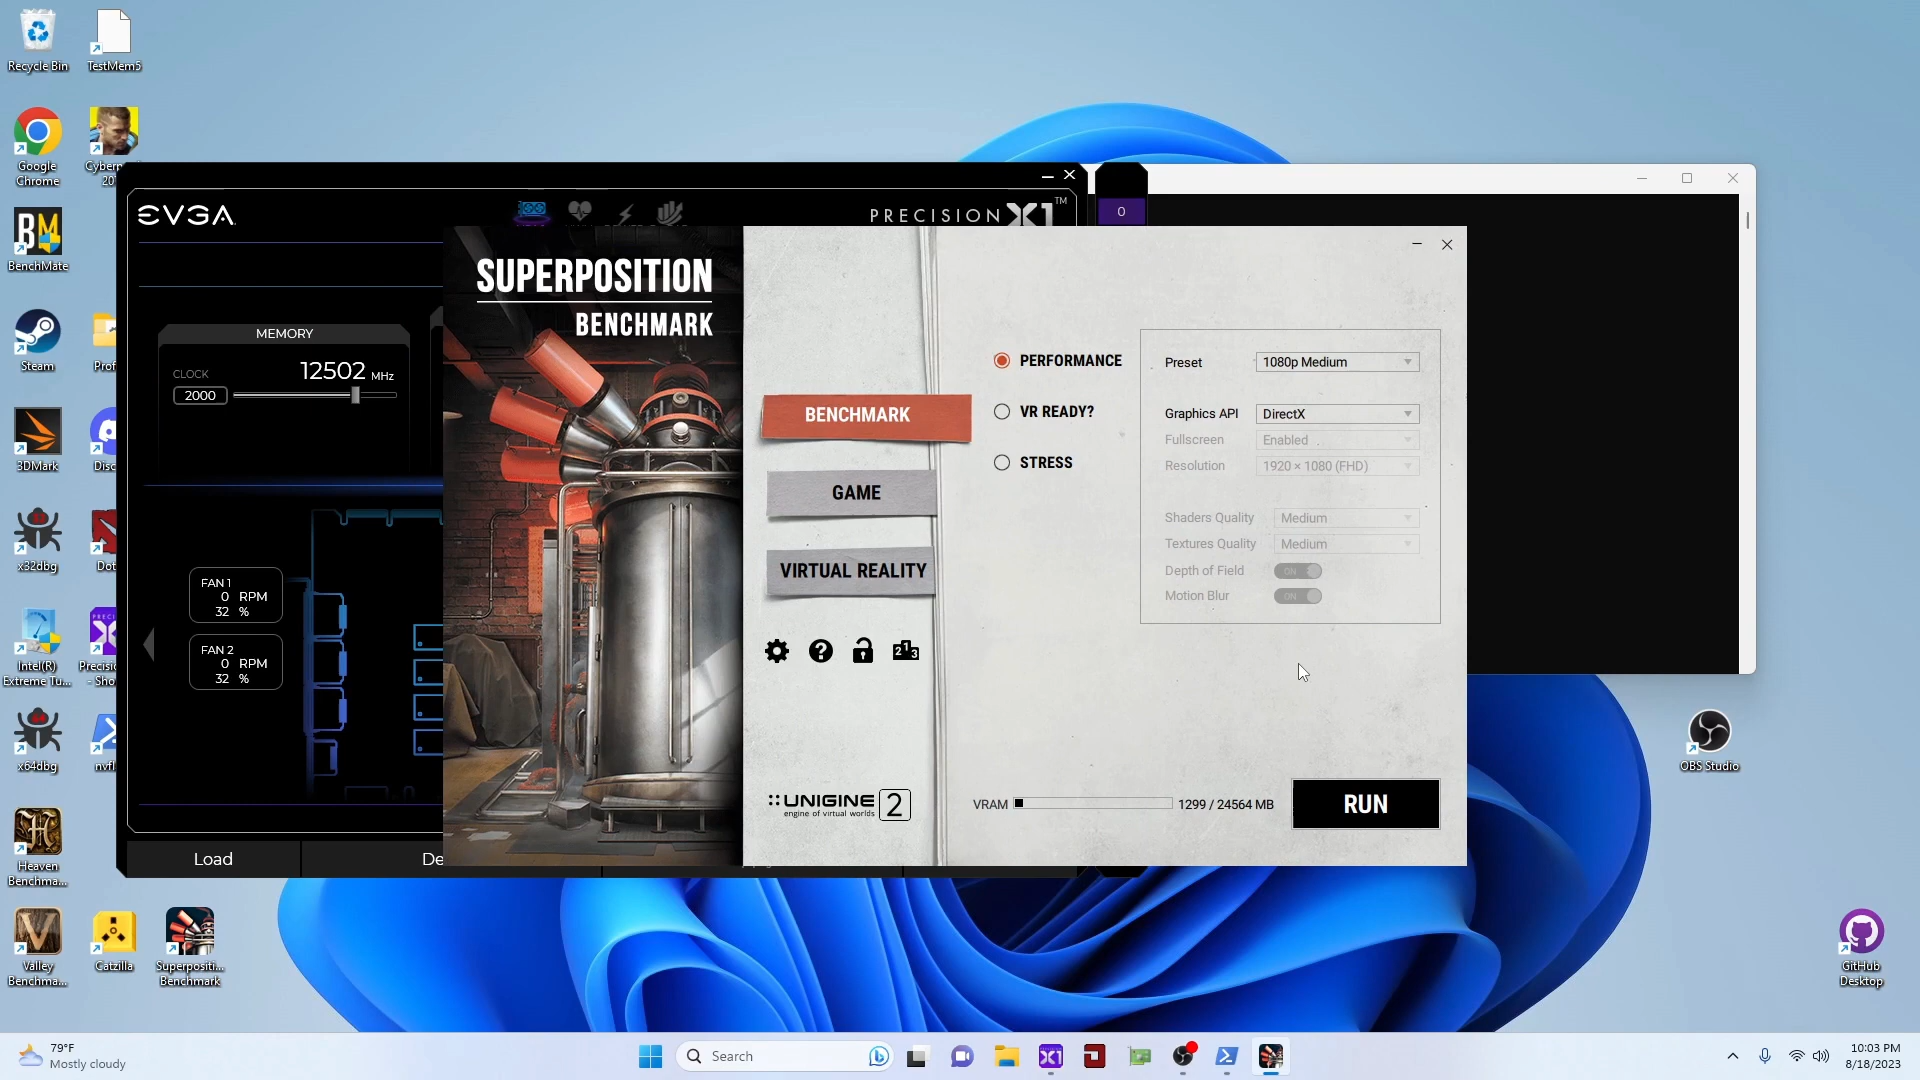 Recycle Bin
TestMem5
Google
Chrome
BenchMate
Steam
3DMark
x32dbg
Intel(R)
Extreme Tu...
x64dbg
Heaven
Benchma...
Valley
Benchma...
Catzilla
Superpositi...
Benchmark
EVGA
PRECISION X1™
0
MEMORY
CLOCK
12502 MHz
2000
FAN 1
0 RPM
32 %
FAN 2
0 RPM
32 %
Load
De
SUPERPOSITION
BENCHMARK
BENCHMARK
GAME
VIRTUAL REALITY
UNIGINE 2
engine of virtual worlds
PERFORMANCE
VR READY?
STRESS
Preset
1080p Medium
Graphics API
DirectX
Fullscreen
Enabled
Resolution
1920 × 1080 (FHD)
Shaders Quality
Medium
Textures Quality
Medium
Depth of Field
ON
Motion Blur
ON
VRAM
1299 / 24564 MB
RUN
OBS Studio
GitHub
Desktop
79°F
Mostly cloudy
Search
10:03 PM
8/18/2023